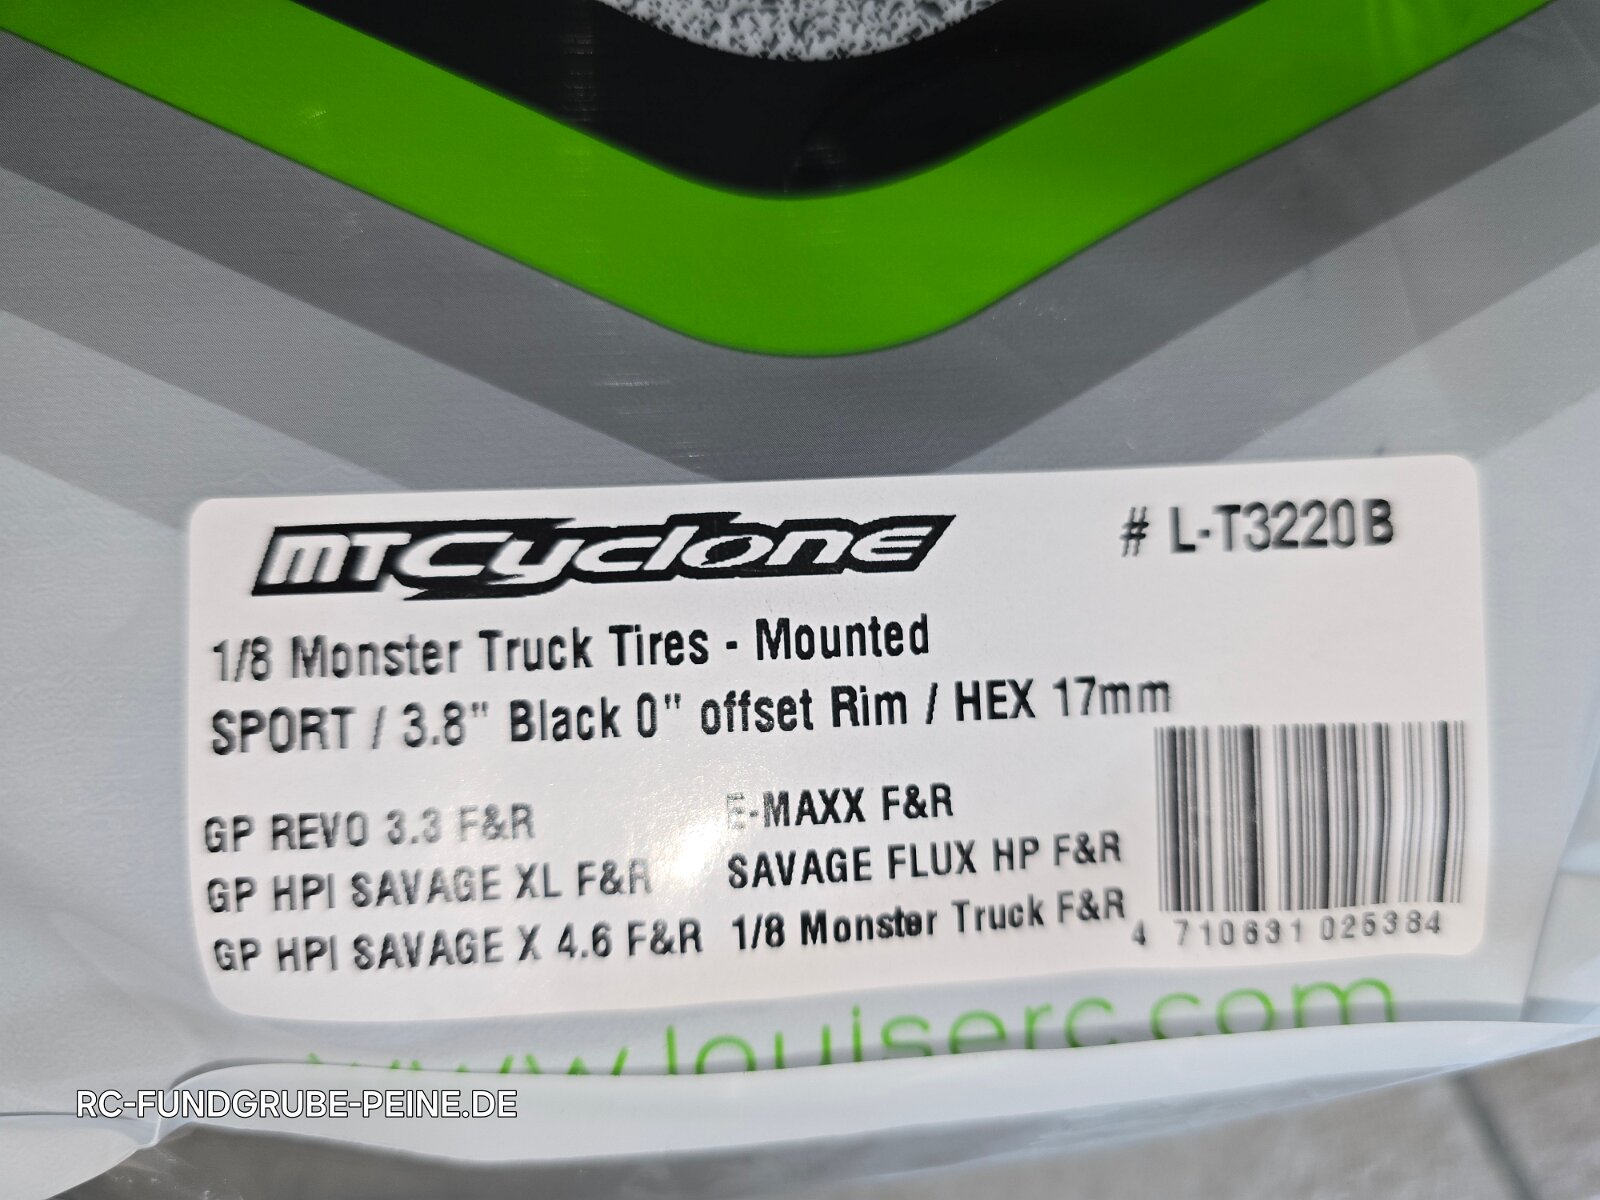 MTCyclone
# L-T3220B
1/8 Monster Truck Tires - Mounted
SPORT / 3.8" Black 0" offset Rim / HEX 17mm
GP REVO 3.3 F&R
E-MAXX F&R
GP HPI SAVAGE XL F&R
SAVAGE FLUX HP F&R
GP HPI SAVAGE X 4.6 F&R
1/8 Monster Truck F&R
4 710631 025384
www.louiserc.com
RC-FUNDGRUBE-PEINE.DE